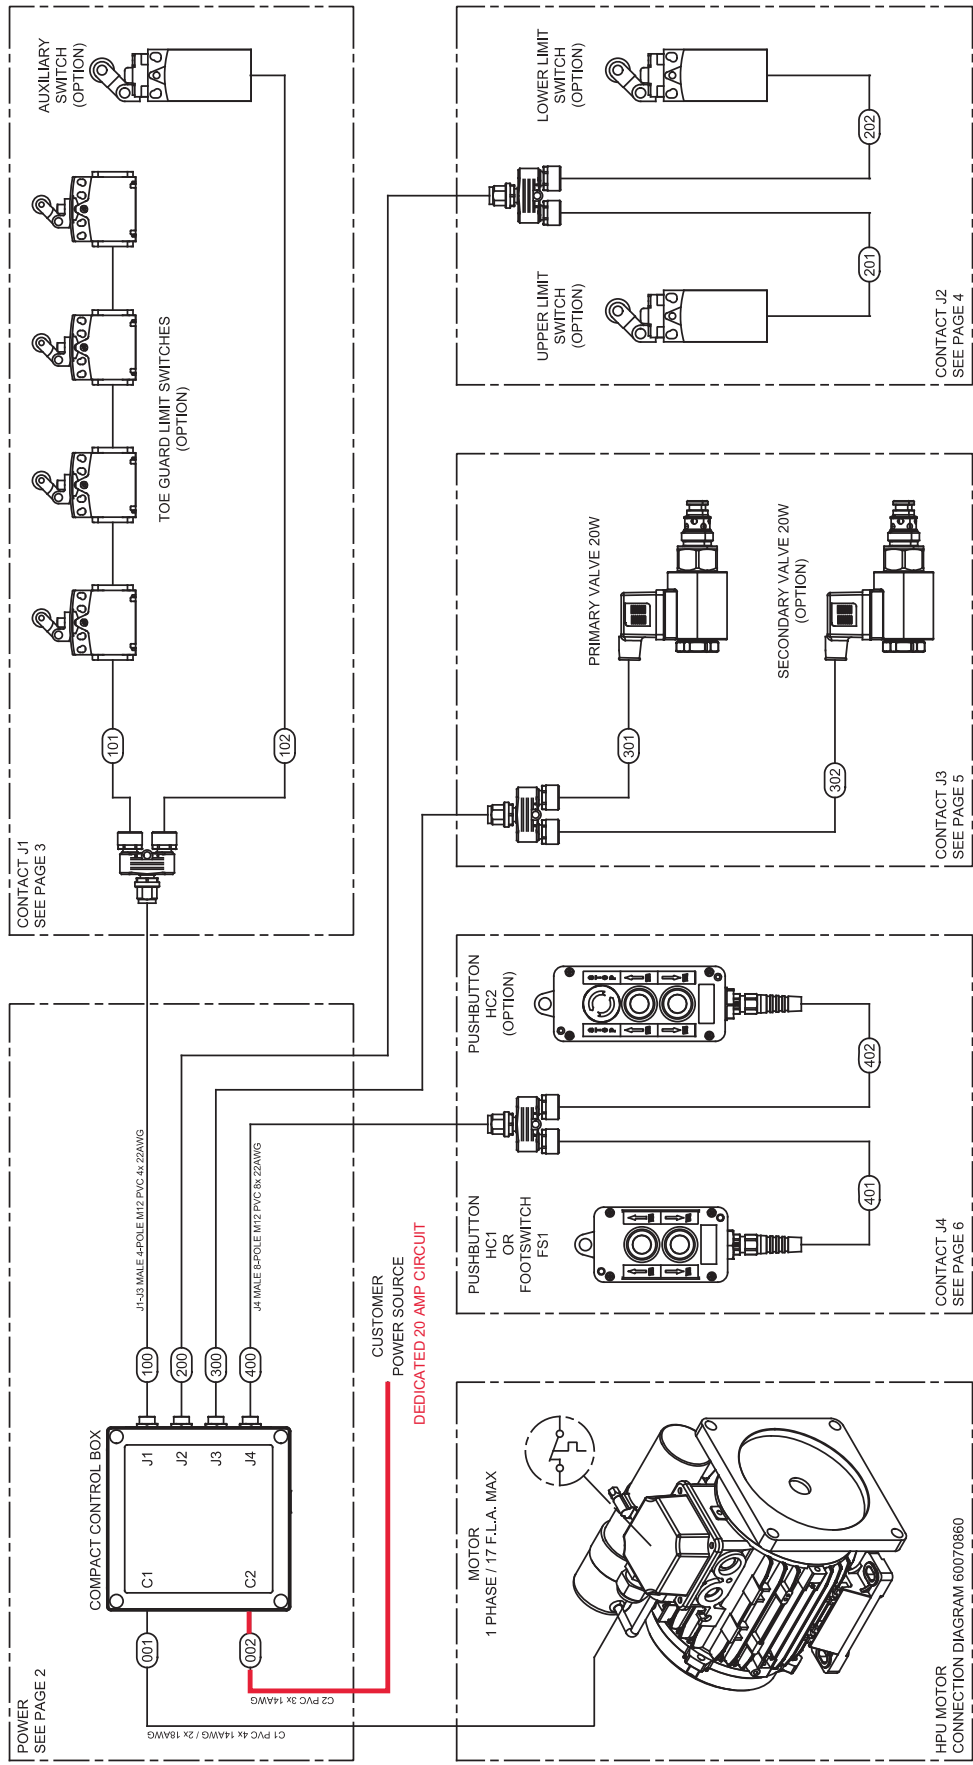 POWER
SEE PAGE 2
COMPACT CONTROL BOX
C1
C2
J1
J2
J3
J4
001
002
100
200
300
400
C1 PVC 4x 14AWG / 2x 18AWG
C2 PVC 3x 14AWG
J1-J3 MALE 4-POLE M12 PVC 4x 22AWG
J4 MALE 8-POLE M12 PVC 8x 22AWG
CUSTOMER
POWER SOURCE
DEDICATED 20 AMP CIRCUIT
CONTACT J1
SEE PAGE 3
101
102
TOE GUARD LIMIT SWITCHES
(OPTION)
AUXILIARY
SWITCH
(OPTION)
HPU MOTOR
CONNECTION DIAGRAM 60070860
MOTOR
1 PHASE / 17 F.L.A. MAX
CONTACT J4
SEE PAGE 6
PUSHBUTTON
HC1
OR
FOOTSWITCH
FS1
401
PUSHBUTTON
HC2
(OPTION)
402
CONTACT J3
SEE PAGE 5
PRIMARY VALVE 20W
301
SECONDARY VALVE 20W
(OPTION)
302
CONTACT J2
SEE PAGE 4
UPPER LIMIT
SWITCH
(OPTION)
201
LOWER LIMIT
SWITCH
(OPTION)
202